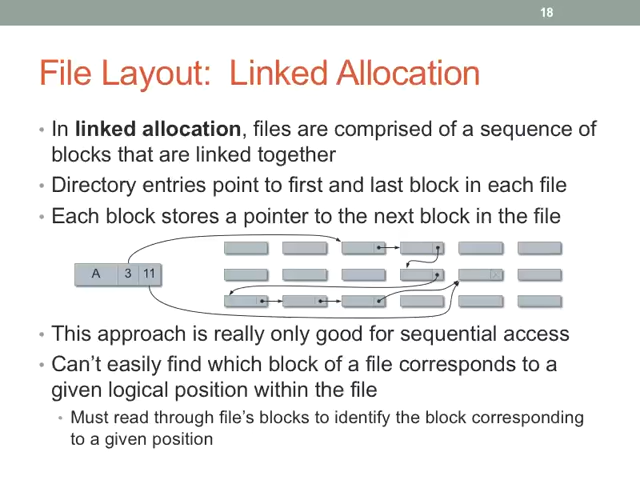 18
File Layout: Linked Allocation
• In linked allocation, files are comprised of a sequence of
blocks that are linked together
• Directory entries point to first and last block in each file
• Each block stores a pointer to the next block in the file
A 3 11
• This approach is really only good for sequential access
• Can't easily find which block of a file corresponds to a
given logical position within the file
• Must read through file's blocks to identify the block corresponding
to a given position